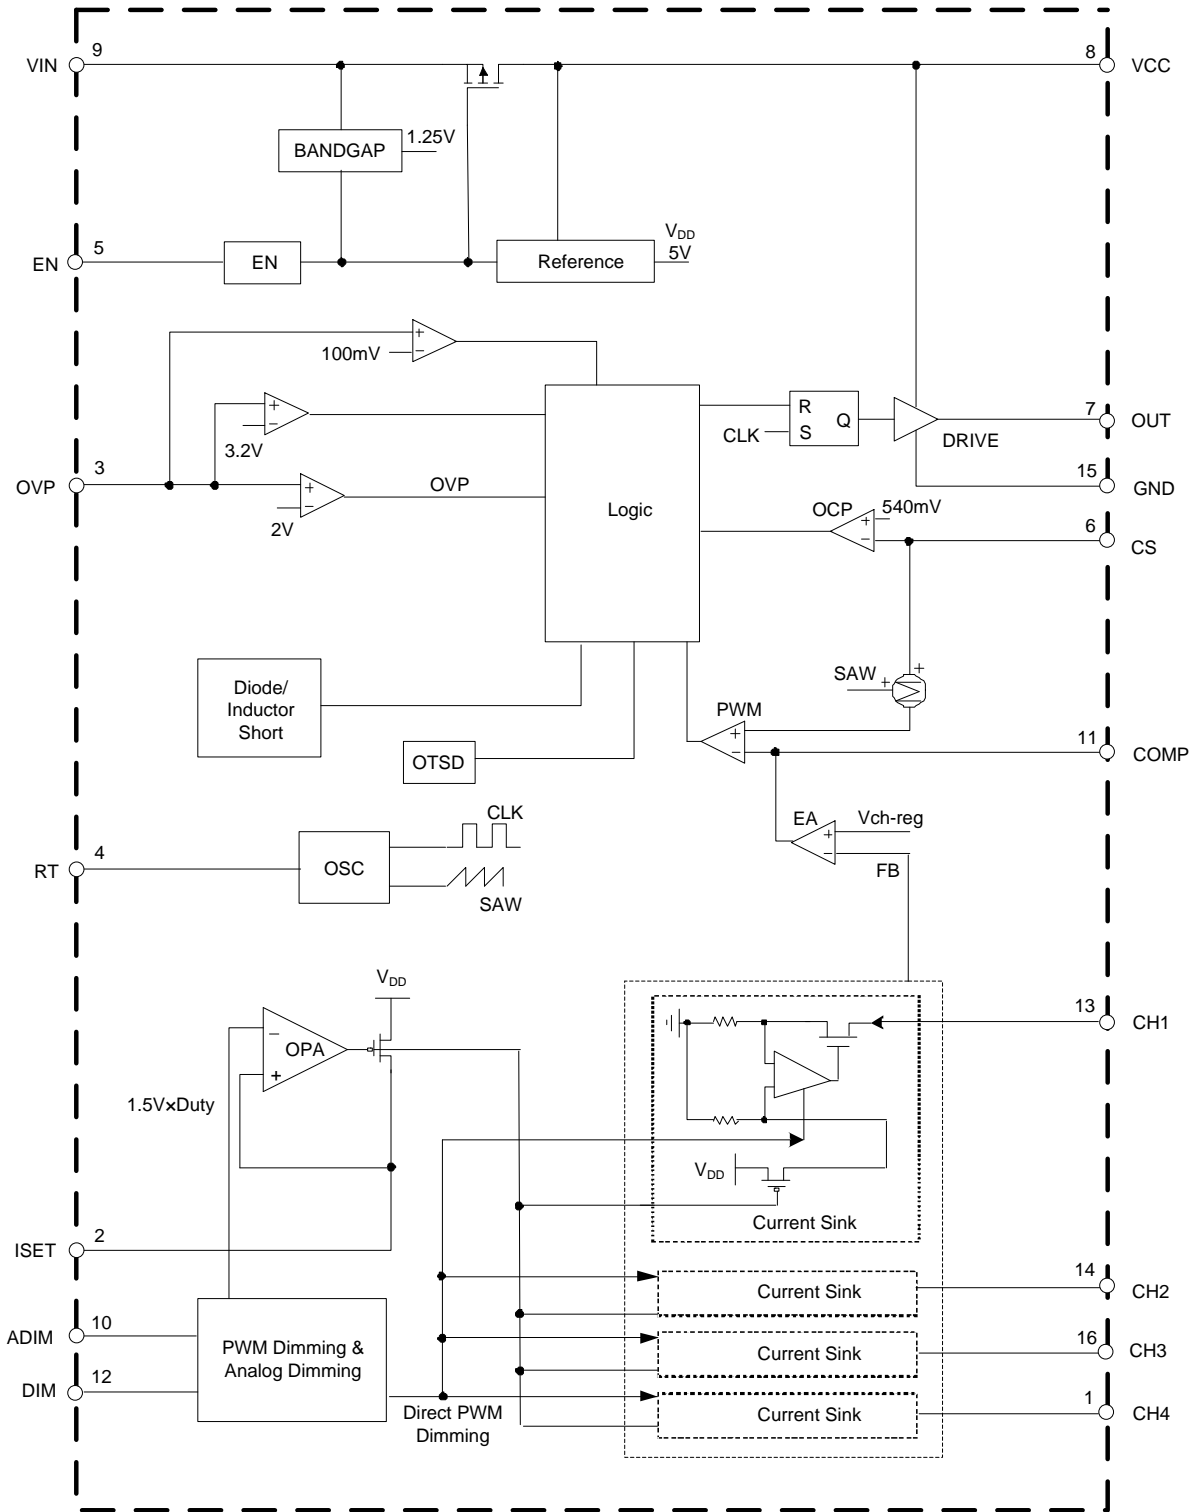 9
VIN
8
VCC
1.25V
BANDGAP
5
EN
EN
VDD
5V
Reference
+
−
100mV
+
−
3.2V
3
OVP
+
−
2V
OVP
Logic
R
S
Q
CLK
DRIVE
7
OUT
15
GND
OCP
+
−
540mV
6
CS
SAW
+
+
Diode/
Inductor
Short
OTSD
PWM
+
−
11
COMP
EA
+
−
Vch-reg
FB
4
RT
OSC
CLK
SAW
VDD
−
OPA
+
1.5V×Duty
13
CH1
VDD
Current Sink
2
ISET
14
CH2
Current Sink
10
ADIM
12
DIM
PWM Dimming &
Analog Dimming
Direct PWM
Dimming
16
CH3
Current Sink
1
CH4
Current Sink